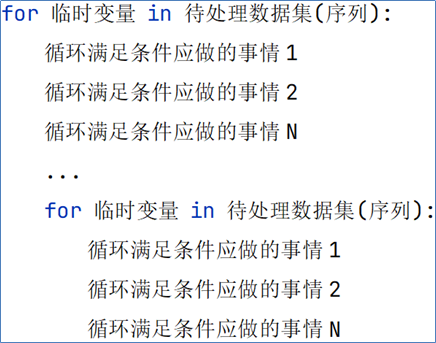 for 临时变量 in 待处理数据集(序列):
循环满足条件应做的事情 1
循环满足条件应做的事情 2
循环满足条件应做的事情 N
...
for 临时变量 in 待处理数据集(序列):
循环满足条件应做的事情 1
循环满足条件应做的事情 2
循环满足条件应做的事情 N